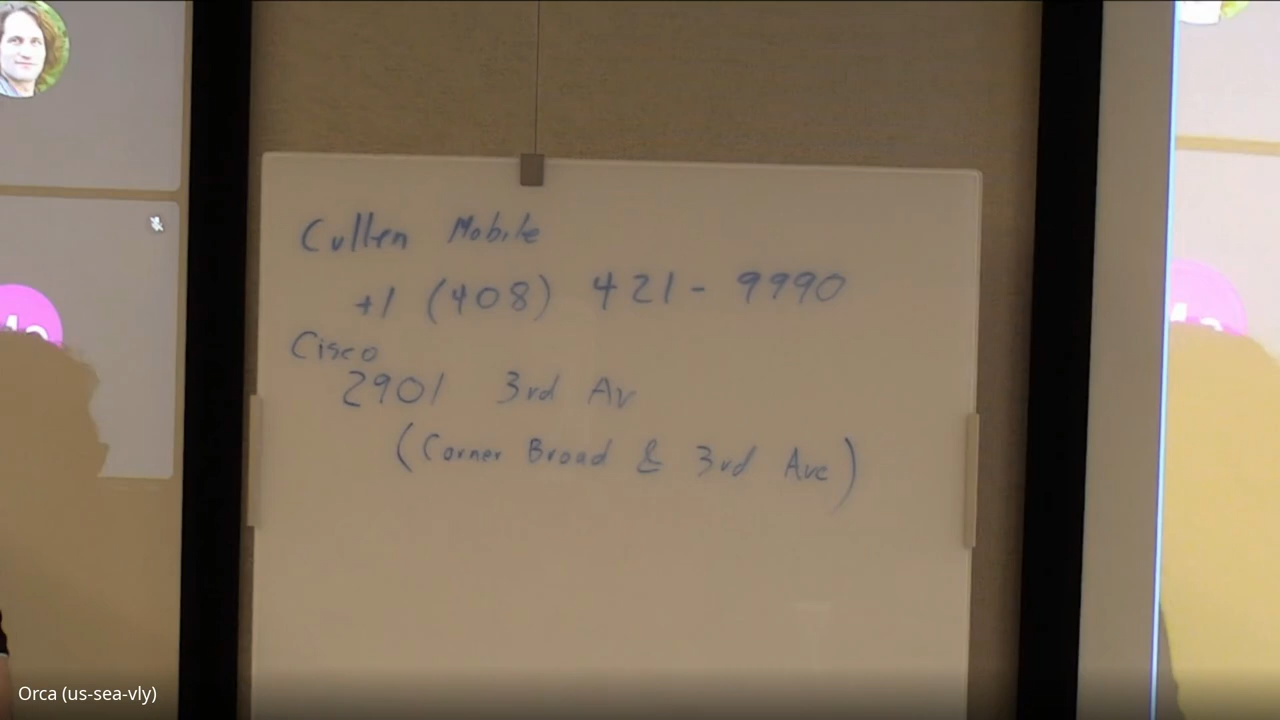 Cullen Mobile
+1 (408) 421-9990
Cisco
2901 3rd Av
(Corner Broad & 3rd Ave)
Orca (us-sea-vly)